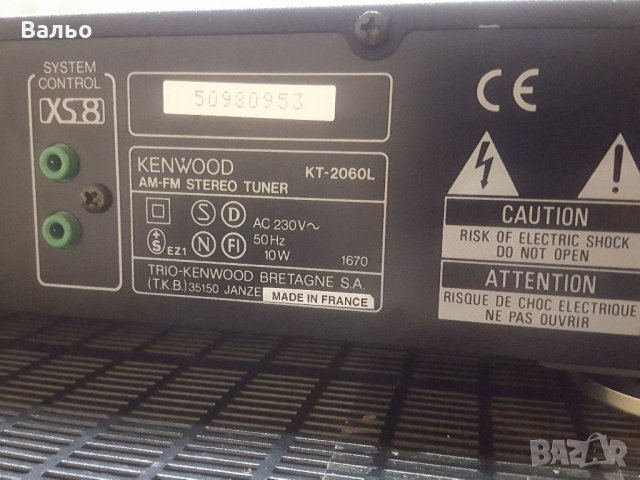 Вальо
SYSTEM
CONTROL
XS8
50980953
KENWOOD KT-2060L
AM-FM STEREO TUNER
S D AC 230V~
+S EZ1 N FI 50Hz
10W 1670
TRIO-KENWOOD BRETAGNE S.A.
(T.K.B.) 35150 JANZE MADE IN FRANCE
CE
CAUTION
RISK OF ELECTRIC SHOCK
DO NOT OPEN
ATTENTION
RISQUE DE CHOC ELECTRIQUE
NE PAS OUVRIR
BAZAR